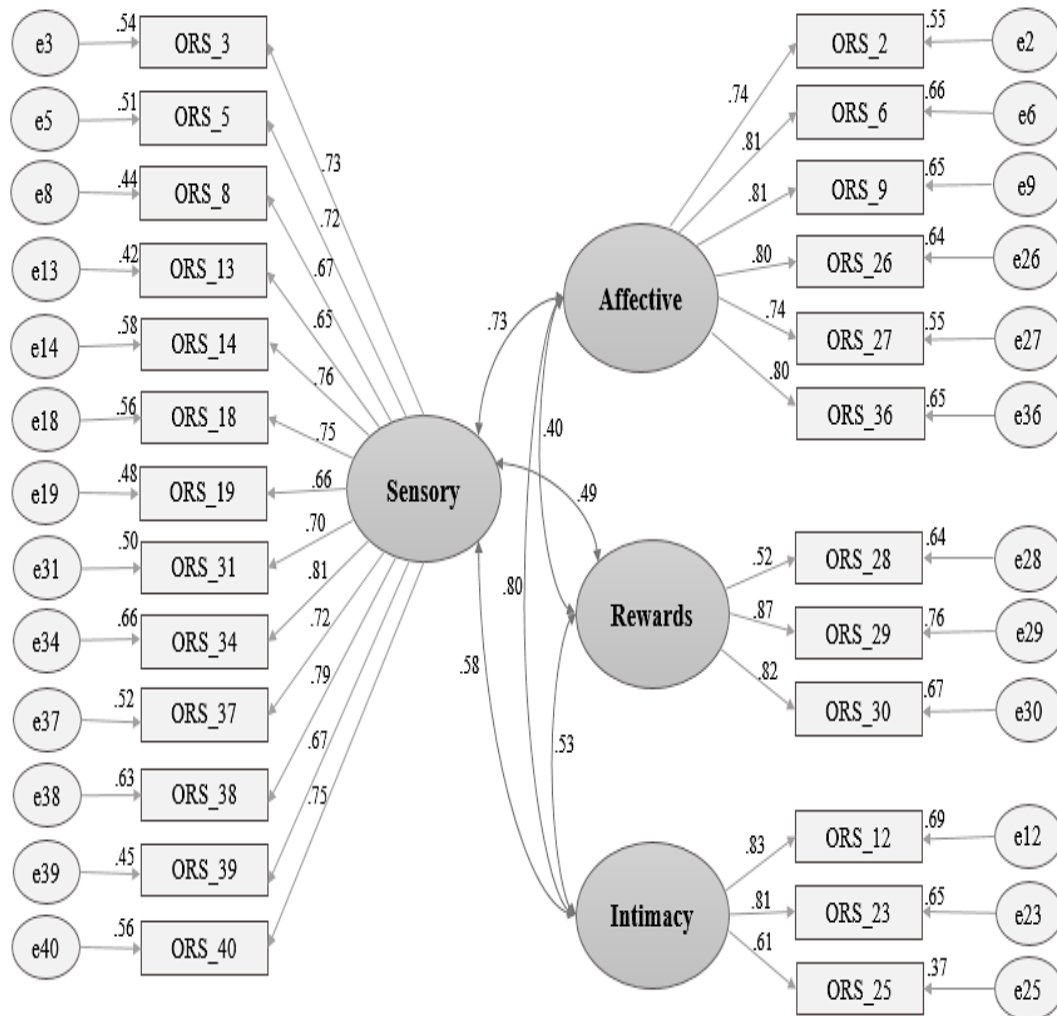 e3 .54 ORS_3
e5 .51 ORS_5
e8 .44 ORS_8
e13 .42 ORS_13
e14 .58 ORS_14
e18 .56 ORS_18
e19 .48 ORS_19
e31 .50 ORS_31
e34 .66 ORS_34
e37 .52 ORS_37
e38 .63 ORS_38
e39 .45 ORS_39
e40 .56 ORS_40
.73
.72
.67
.65
.76
.75
.66
.70
.81
.72
.79
.67
.75
Sensory
.73
.40
.49
.80
.58
.53
Affective
.74
.81
.81
.80
.74
.80
ORS_2 .55 e2
ORS_6 .66 e6
ORS_9 .65 e9
ORS_26 .64 e26
ORS_27 .55 e27
ORS_36 .65 e36
Rewards
.52
.87
.82
ORS_28 .64 e28
ORS_29 .76 e29
ORS_30 .67 e30
Intimacy
.83
.81
.61
ORS_12 .69 e12
ORS_23 .65 e23
ORS_25 .37 e25